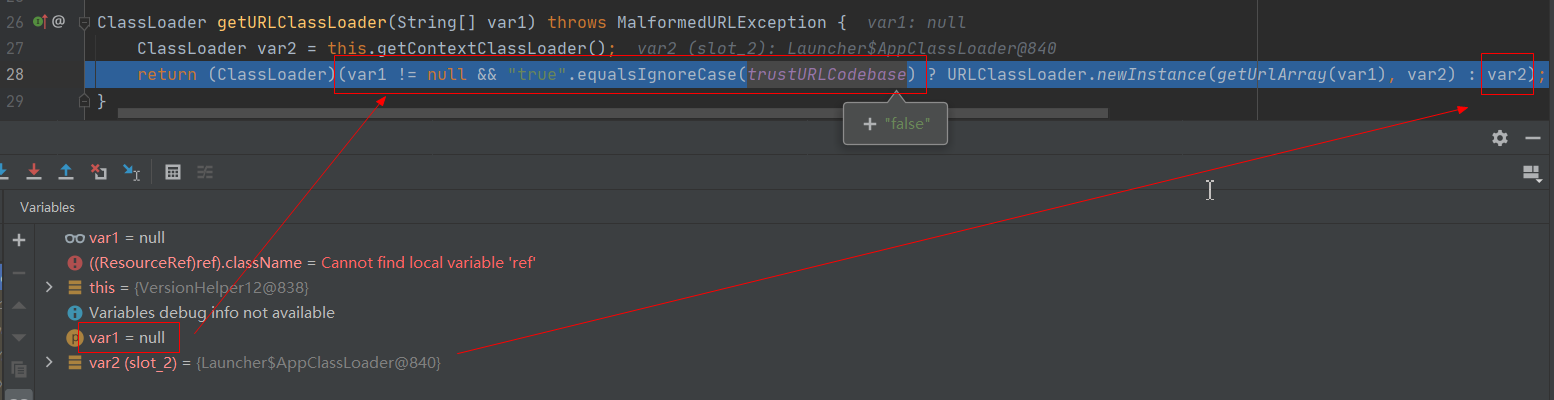 26 @ ClassLoader getURLClassLoader(String[] var1) throws MalformedURLException { var1: null
27 ClassLoader var2 = this.getContextClassLoader(); var2 (slot_2): Launcher$AppClassLoader@840
28 return (ClassLoader)(var1 != null && "true".equalsIgnoreCase(trustURLCodebase) ? URLClassLoader.newInstance(getUrlArray(var1), var2) : var2);
29 }
+ "false"
Variables
var1 = null
((ResourceRef)ref).className = Cannot find local variable 'ref'
this = {VersionHelper12@838}
Variables debug info not available
p var1 = null
var2 (slot_2) = {Launcher$AppClassLoader@840}